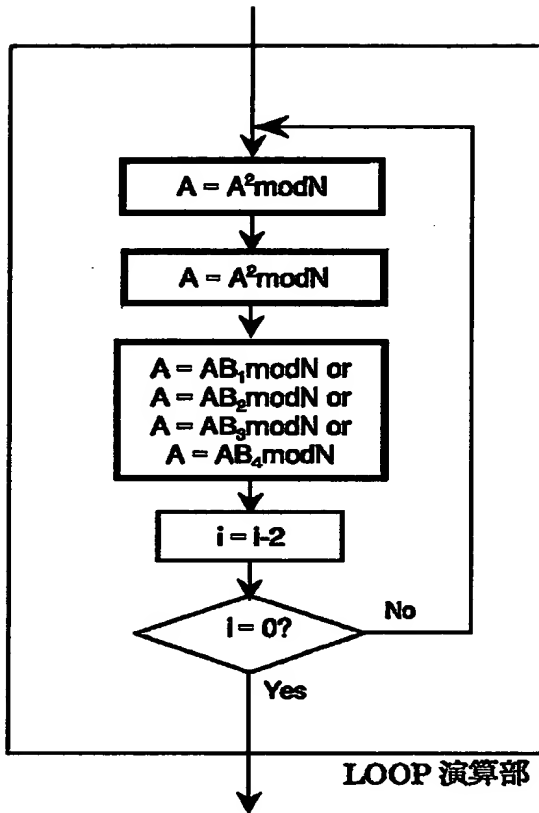 A = A²modN
A = A²modN
A = AB₁modN or
A = AB₂modN or
A = AB₃modN or
A = AB₄modN
i = i-2
i = 0?
No
Yes
LOOP 演算部